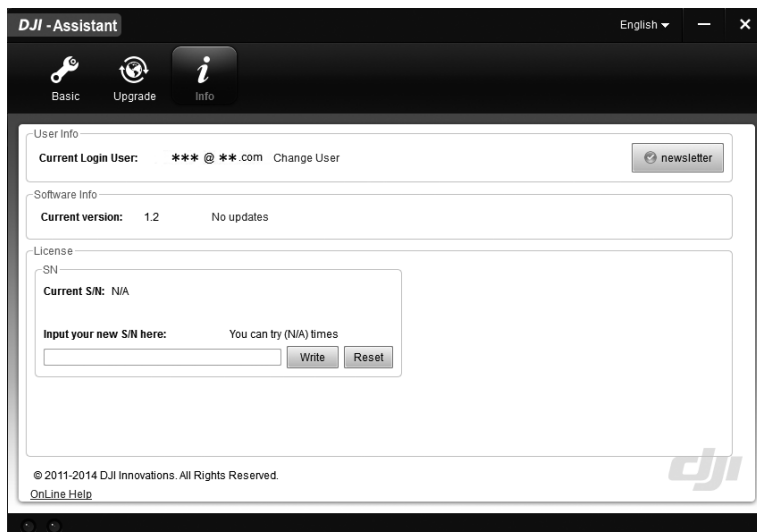 DJI - Assistant
English
Basic
Upgrade
Info
User Info
Current Login User: *** @ **.com Change User
newsletter
Software Info
Current version: 1.2 No updates
License
SN
Current S/N: N/A
Input your new S/N here: You can try (N/A) times
Write Reset
© 2011-2014 DJI Innovations. All Rights Reserved.
dji
OnLine Help